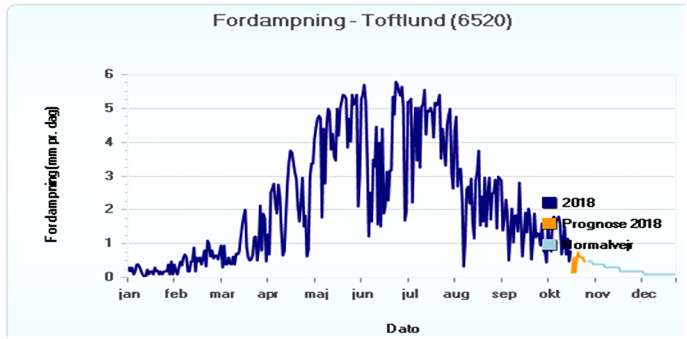 Fordampning - Toftlund (6520)
Fordampning(mm pr. dag)
6
5
4
3
2
1
0
2018
Prognose 2018
Normalvejr
jan feb mar apr maj jun jul aug sep okt nov dec
Dato